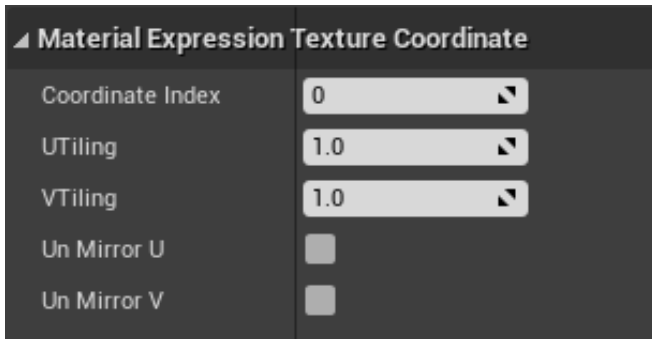 Material Expression Texture Coordinate
Coordinate Index 0
UTiling 1.0
VTiling 1.0
Un Mirror U
Un Mirror V